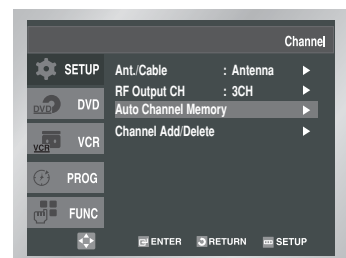 Channel
SETUP
Ant./Cable : Antenna
RF Output CH : 3CH
Auto Channel Memory
Channel Add/Delete
DVD DVD
VCR VCR
PROG
FUNC
ENTER RETURN SETUP